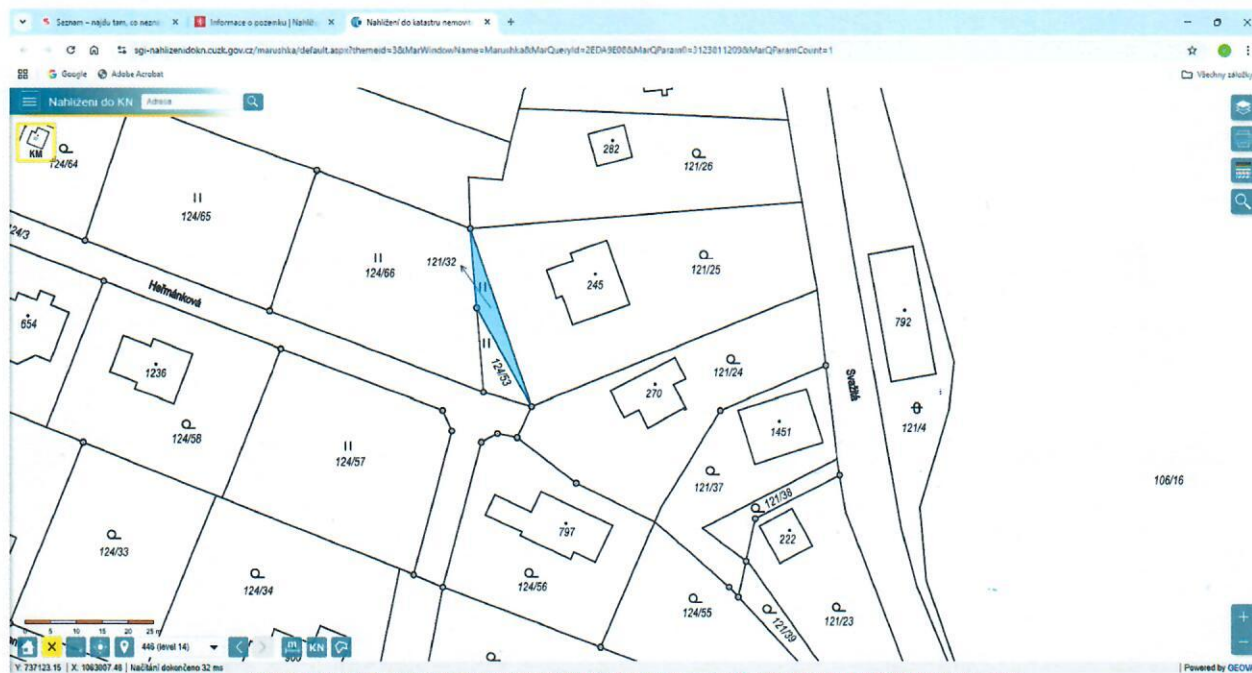 Seznam – najdu tam, co nezn
Informace o pozemku | Nahlíž
Nahlížení do katastru nemovit
sgi-nahlizenidokn.cuzk.gov.cz/marushka/default.aspx?themeid=3&MarWindowName=Marushka&MarQueryId=2EDA9E08&MarQParam0=3123811209&MarQParamCount=1
Google
Adobe Acrobat
Všechny záložky
Nahlížení do KN
Adresa
KM
124/64
282
121/26
124/65
124/3
124/66
121/32
245
121/25
Heřmánková
654
792
1236
124/53
121/24
270
Svažitá
124/58
124/57
1451
121/4
121/37
106/16
121/38
797
222
124/33
124/34
124/56
124/55
121/39
121/23
0 5 10 15 20 25 m
446 (level 14)
KN
Y: 737123.15 | X: 1063007.46 | Načítání dokončeno 32 ms
Powered by GEOVA